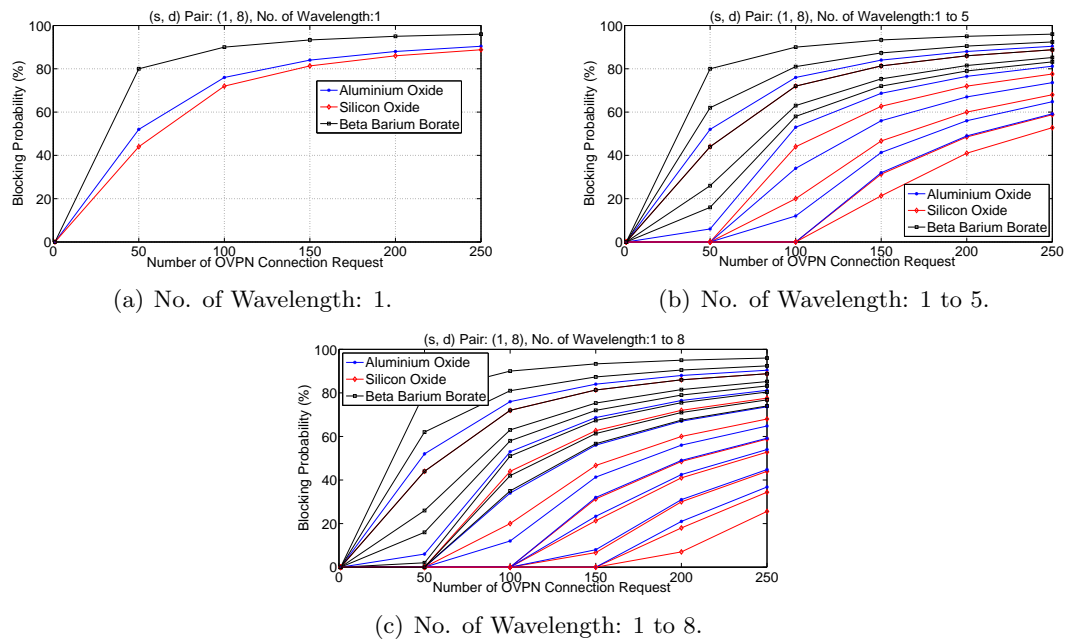 (s, d) Pair: (1, 8), No. of Wavelength:1
Blocking Probability (%)
100
80
60
40
20
0
Aluminium Oxide
Silicon Oxide
Beta Barium Borate
0 50 100 150 200 250
Number of OVPN Connection Request
(a) No. of Wavelength: 1.
(s, d) Pair: (1, 8), No. of Wavelength:1 to 5
Blocking Probability (%)
100
80
60
40
20
0
Aluminium Oxide
Silicon Oxide
Beta Barium Borate
0 50 100 150 200 250
Number of OVPN Connection Request
(b) No. of Wavelength: 1 to 5.
(s, d) Pair: (1, 8), No. of Wavelength:1 to 8
Blocking Probability (%)
100
80
60
40
20
0
Aluminium Oxide
Silicon Oxide
Beta Barium Borate
0 50 100 150 200 250
Number of OVPN Connection Request
(c) No. of Wavelength: 1 to 8.